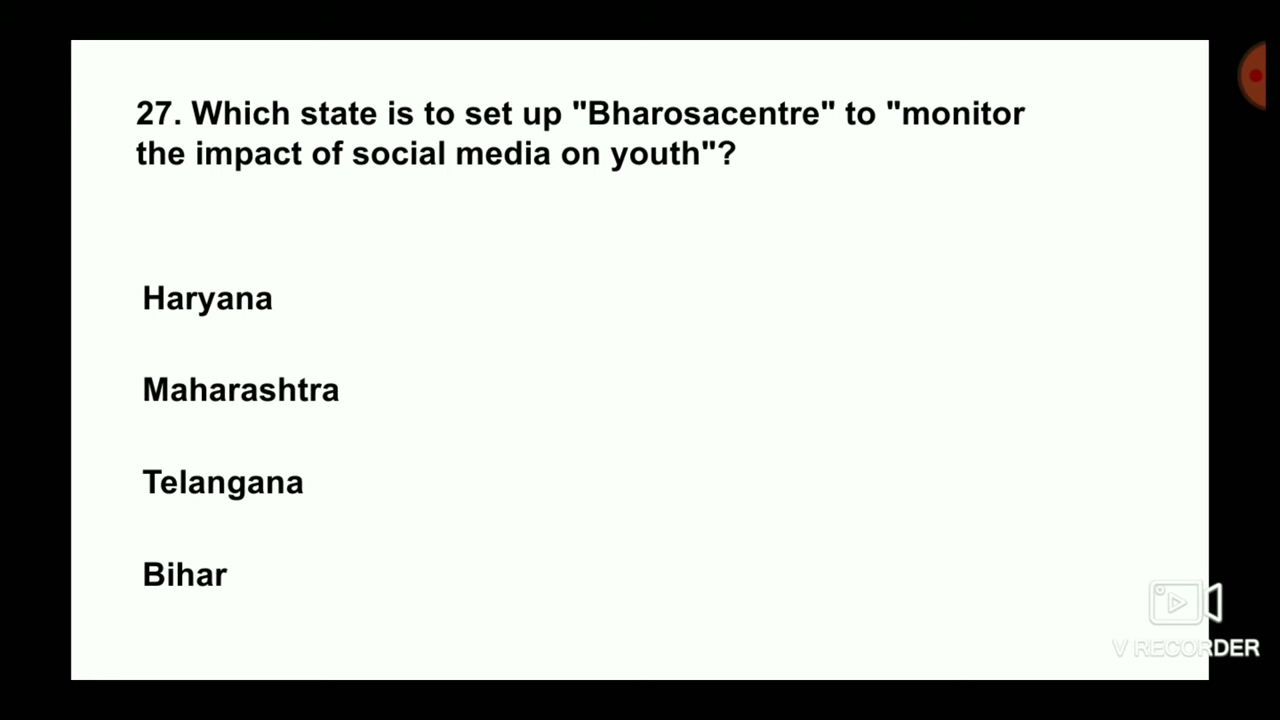 27. Which state is to set up "Bharosacentre" to "monitor
the impact of social media on youth"?
Haryana
Maharashtra
Telangana
Bihar
V RECORDER